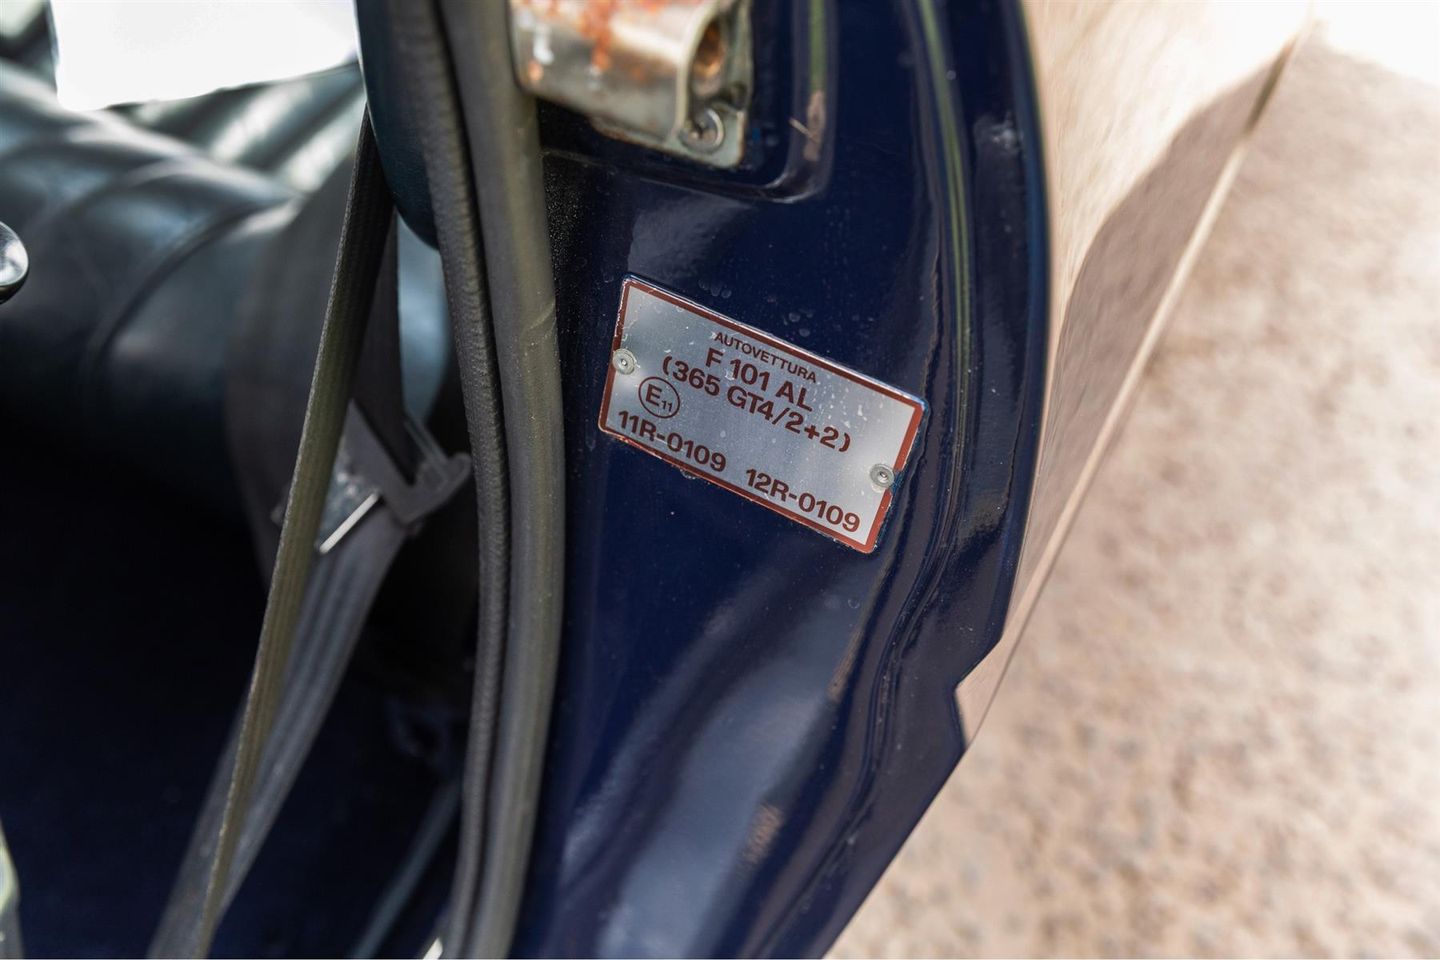 AUTOVETTURA
F 101 AL
(365 GT4/2+2)
E11
11R-0109 12R-0109